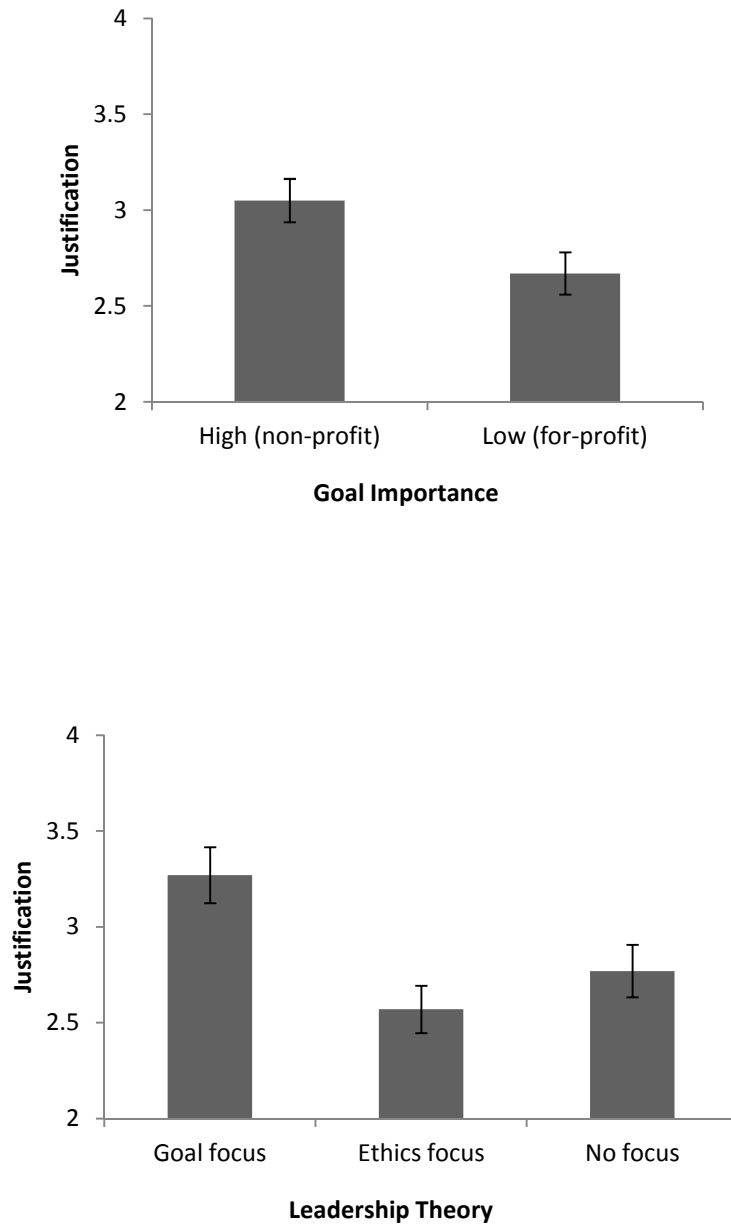 4
3.5
3
2.5
2
Justification
High (non-profit) Low (for-profit)
Goal Importance
4
3.5
3
2.5
2
Justification
Goal focus Ethics focus No focus
Leadership Theory